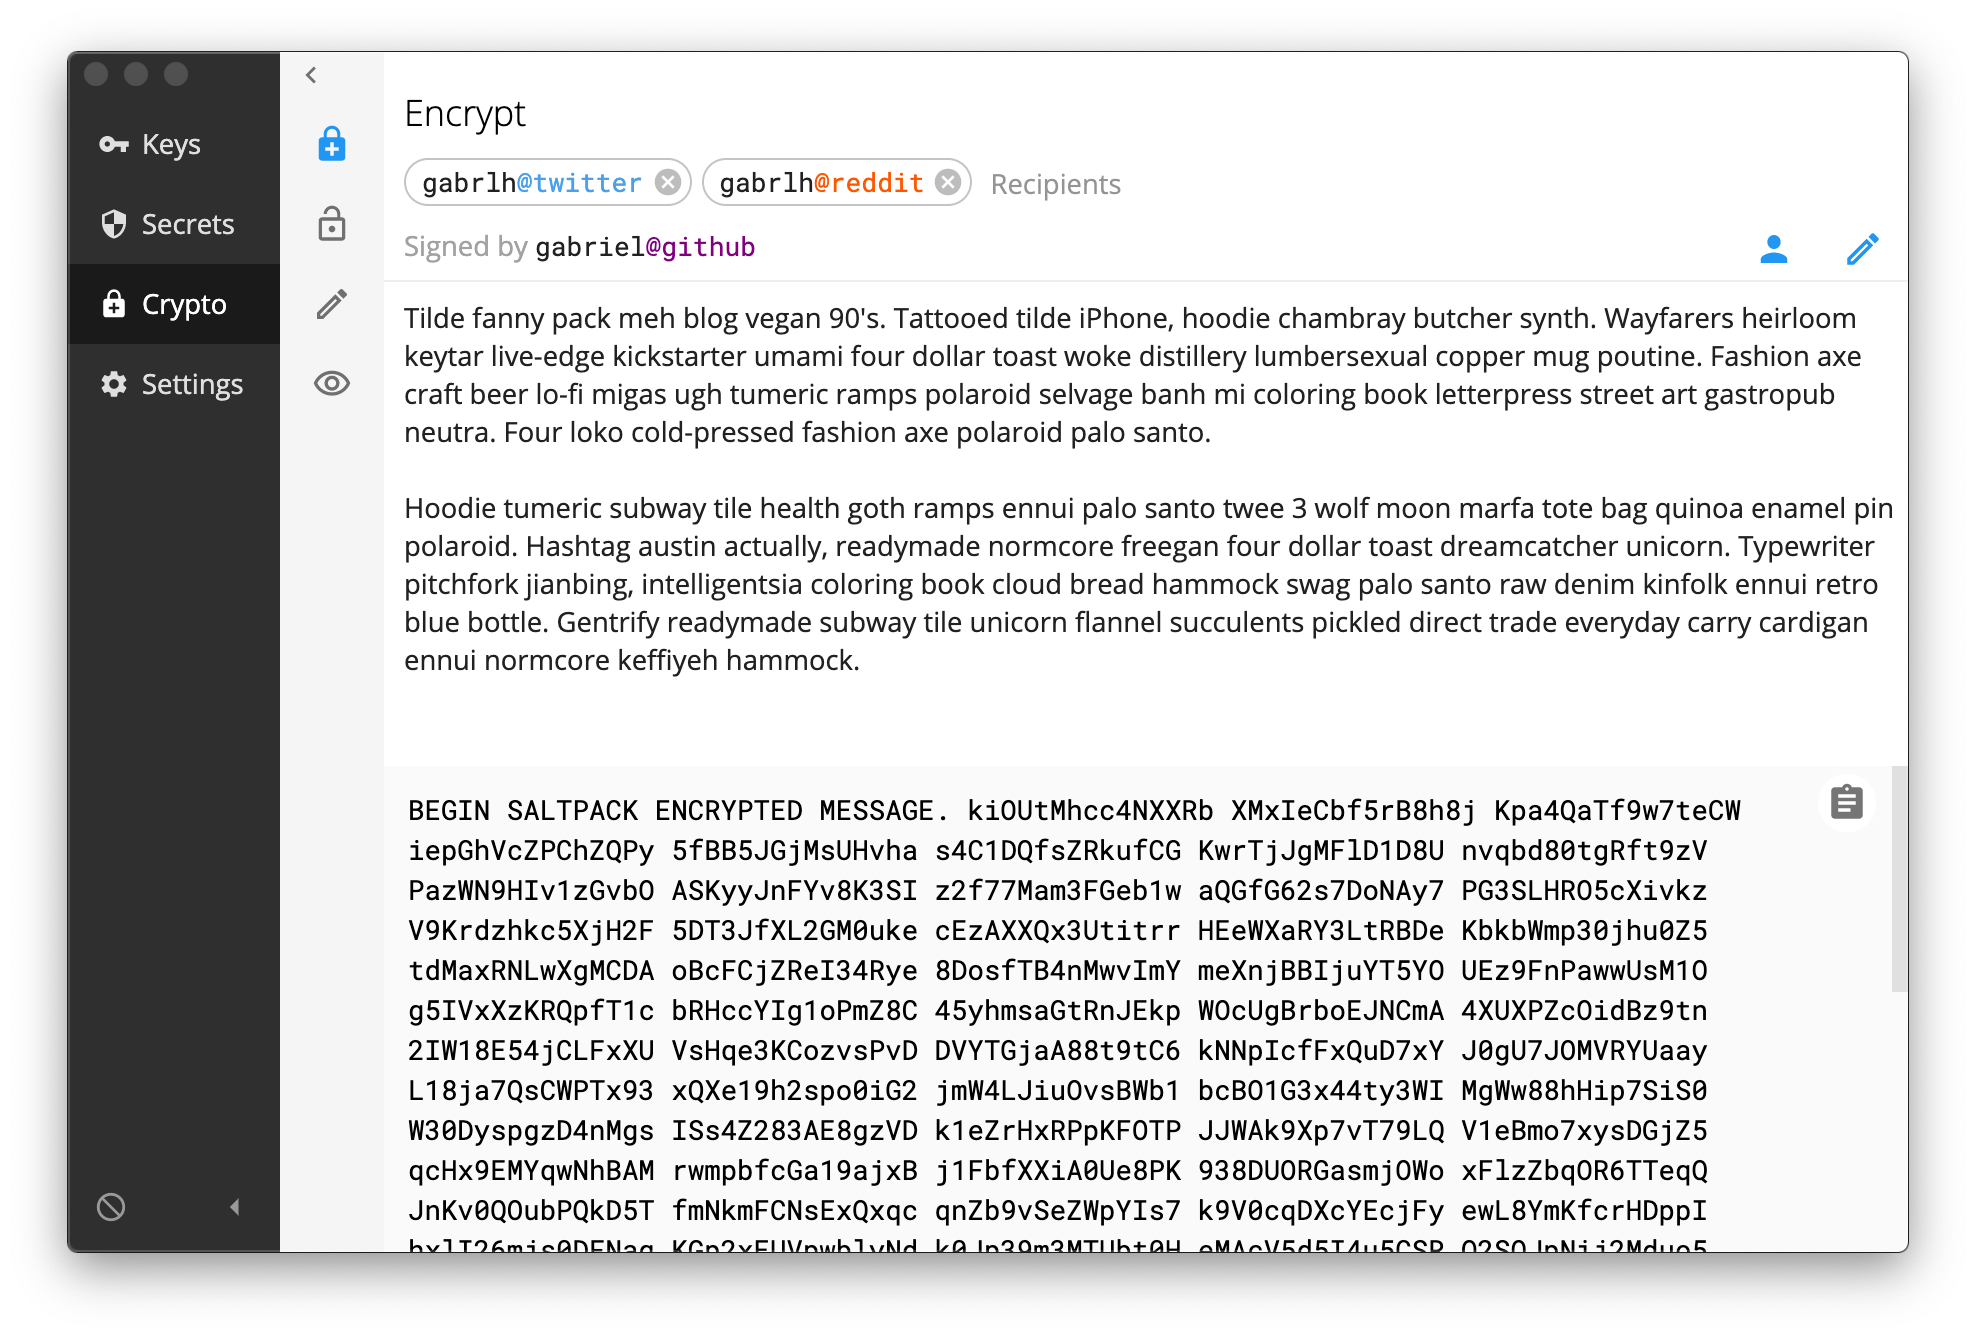 Keys
Secrets
Crypto
Settings
Encrypt
gabrlh@twitter gabrlh@reddit Recipients
Signed by gabriel@github
Tilde fanny pack meh blog vegan 90's. Tattooed tilde iPhone, hoodie chambray butcher synth. Wayfarers heirloom
keytar live-edge kickstarter umami four dollar toast woke distillery lumbersexual copper mug poutine. Fashion axe
craft beer lo-fi migas ugh tumeric ramps polaroid selvage banh mi coloring book letterpress street art gastropub
neutra. Four loko cold-pressed fashion axe polaroid palo santo.
Hoodie tumeric subway tile health goth ramps ennui palo santo twee 3 wolf moon marfa tote bag quinoa enamel pin
polaroid. Hashtag austin actually, readymade normcore freegan four dollar toast dreamcatcher unicorn. Typewriter
pitchfork jianbing, intelligentsia coloring book cloud bread hammock swag palo santo raw denim kinfolk ennui retro
blue bottle. Gentrify readymade subway tile unicorn flannel succulents pickled direct trade everyday carry cardigan
ennui normcore keffiyeh hammock.
BEGIN SALTPACK ENCRYPTED MESSAGE. kiOUtMhcc4NXXRb XMxIeCbf5rB8h8j Kpa4QaTf9w7teCW
iepGhVcZPChZQPy 5fBB5JGjMsUHvha s4C1DQfsZRkufCG KwrTjJgMFlD1D8U nvqbd80tgRft9zV
PazWN9HIv1zGvbO ASKyyJnFYv8K3SI z2f77Mam3FGeb1w aQGfG62s7DoNAy7 PG3SLHRO5cXivkz
V9Krdzhkc5XjH2F 5DT3JfXL2GM0uke cEzAXXQx3Utitrr HEeWXaRY3LtRBDe KbkbWmp30jhu0Z5
tdMaxRNLwXgMCDA oBcFCjZReI34Rye 8DosfTB4nMwvImY meXnjBBIjuYT5YO UEz9FnPawwUsM1O
g5IVxXzKRQpfT1c bRHccYIg1oPmZ8C 45yhmsaGtRnJEkp WOcUgBrboEJNCmA 4XUXPZcOidBz9tn
2IW18E54jCLFxXU VsHqe3KCozvsPvD DVYTGjaA88t9tC6 kNNpIcfFxQuD7xY J0gU7JOMVRYUaay
L18ja7QsCWPTx93 xQXe19h2spo0iG2 jmW4LJiuOvsBWb1 bcBO1G3x44ty3WI MgWw88hHip7SiS0
W30DyspgzD4nMgs ISs4Z283AE8gzVD k1eZrHxRPpKFOTP JJWAk9Xp7vT79LQ V1eBmo7xysDGjZ5
qcHx9EMYqwNhBAM rwmpbfcGa19ajxB j1FbfXXiA0Ue8PK 938DUORGasmjOWo xFlzZbqOR6TTeqQ
JnKv0QOubPQkD5T fmNkmFCNsExQxqc qnZb9vSeZWpYIs7 k9V0cqDXcYEcjFy ewL8YmKfcrHDppI